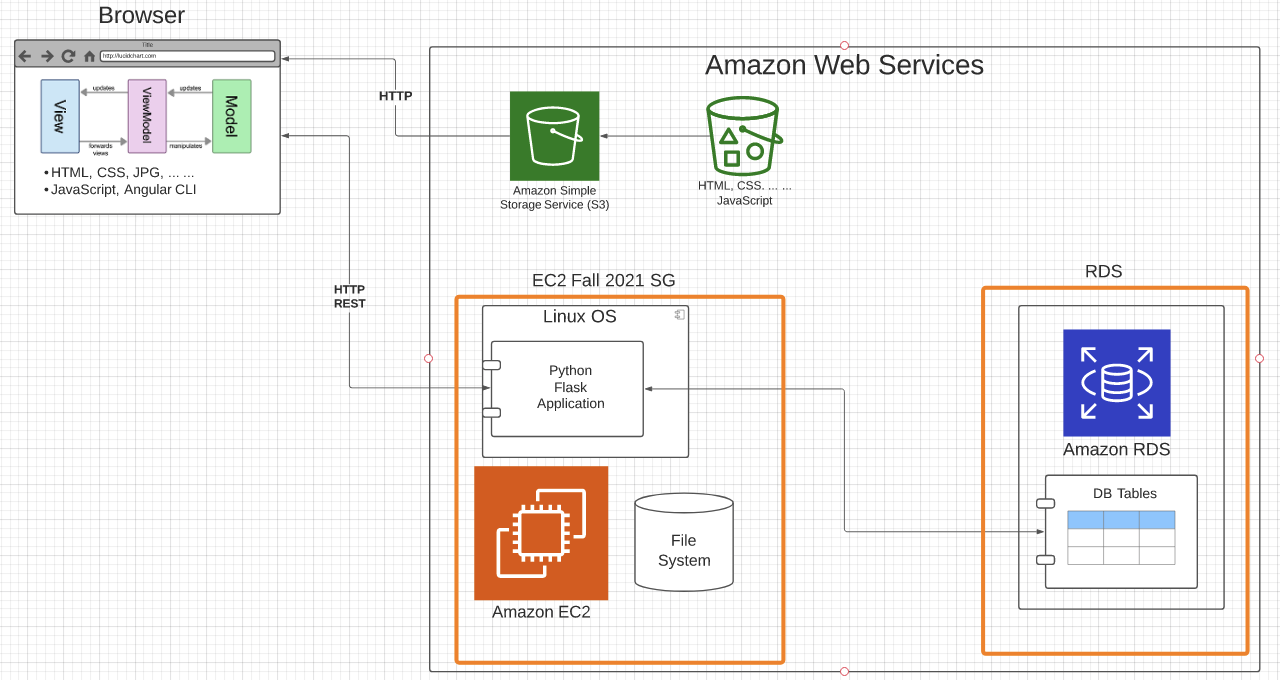 Browser
Title
http://lucidchart.com
View
updates
forwards
views
ViewModel
updates
manipulates
Model
•HTML, CSS, JPG, ... ...
•JavaScript, Angular CLI
HTTP
HTTP
REST
Amazon Web Services
Amazon Simple
Storage Service (S3)
HTML, CSS. ... ...
JavaScript
EC2 Fall 2021 SG
Linux OS
Python
Flask
Application
Amazon EC2
File
System
RDS
Amazon RDS
DB Tables